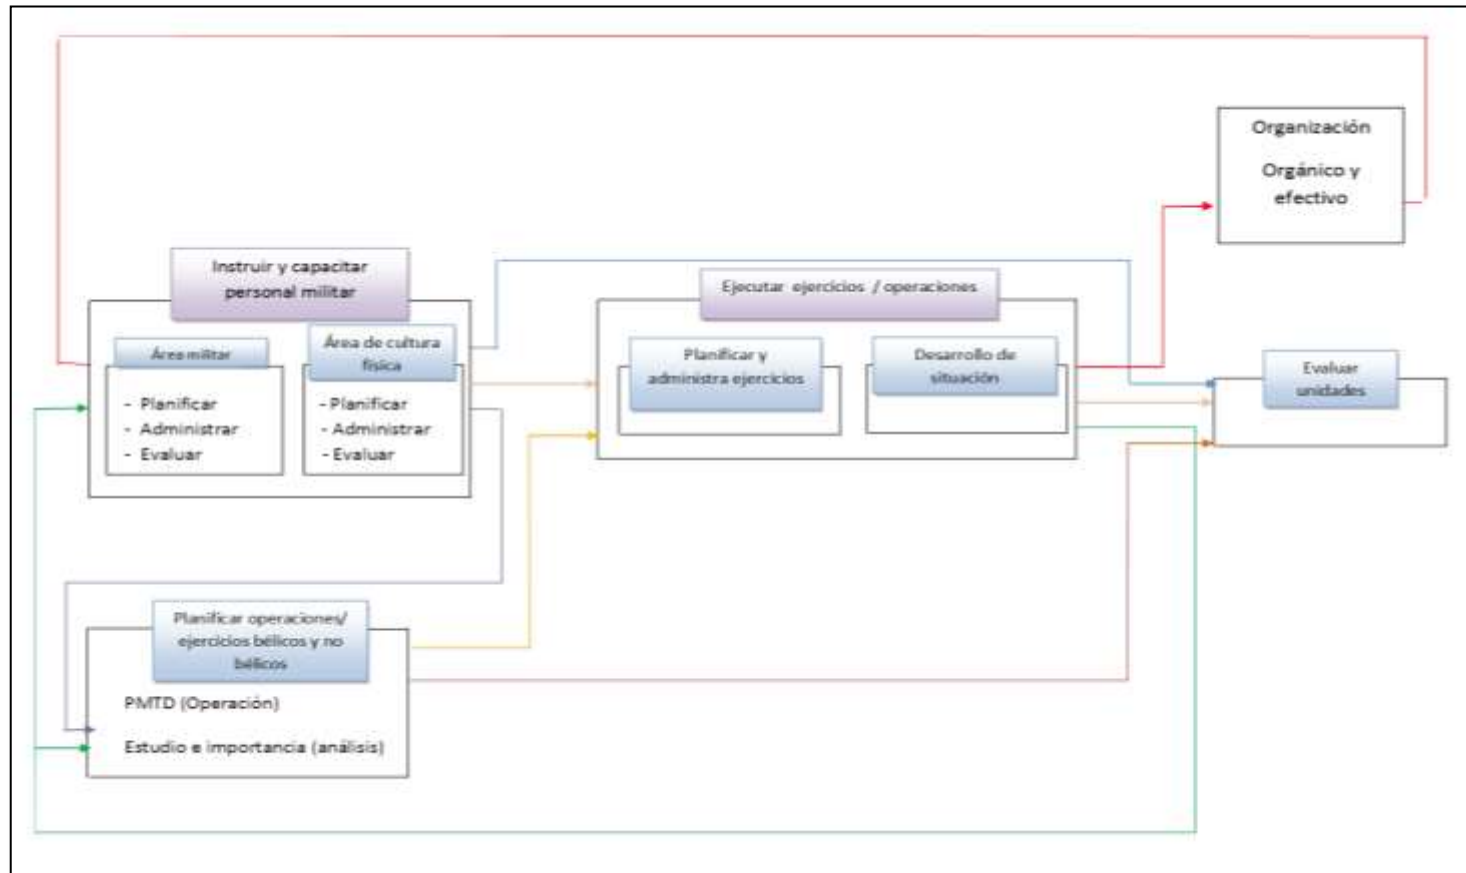 Organización
Orgánico y
efectivo
Instruir y capacitar
personal militar
Área militar
- Planificar
- Administrar
- Evaluar
Área de cultura
física
- Planificar
- Administrar
- Evaluar
Ejecutar ejercicios / operaciones
Planificar y
administra ejercicios
Desarrollo de
situación
Evaluar
unidades
Planificar operaciones/
ejercicios bélicos y no
bélicos
PMTD (Operación)
Estudio e importancia (análisis)